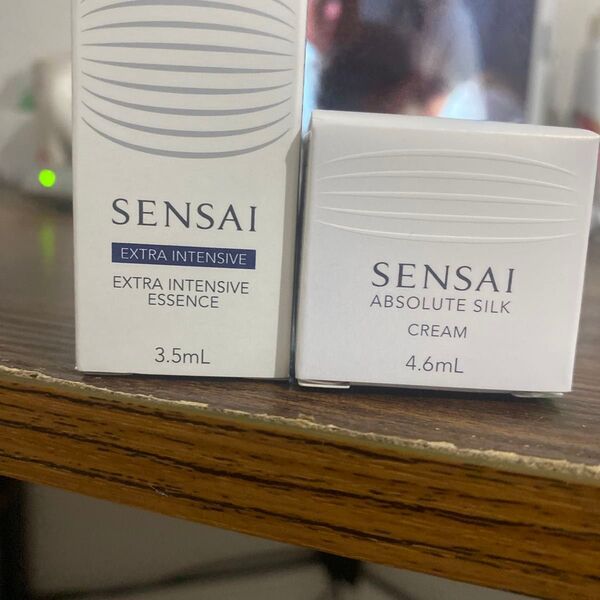 SENSAI
EXTRA INTENSIVE
EXTRA INTENSIVE
ESSENCE
3.5mL
SENSAI
ABSOLUTE SILK
CREAM
4.6mL